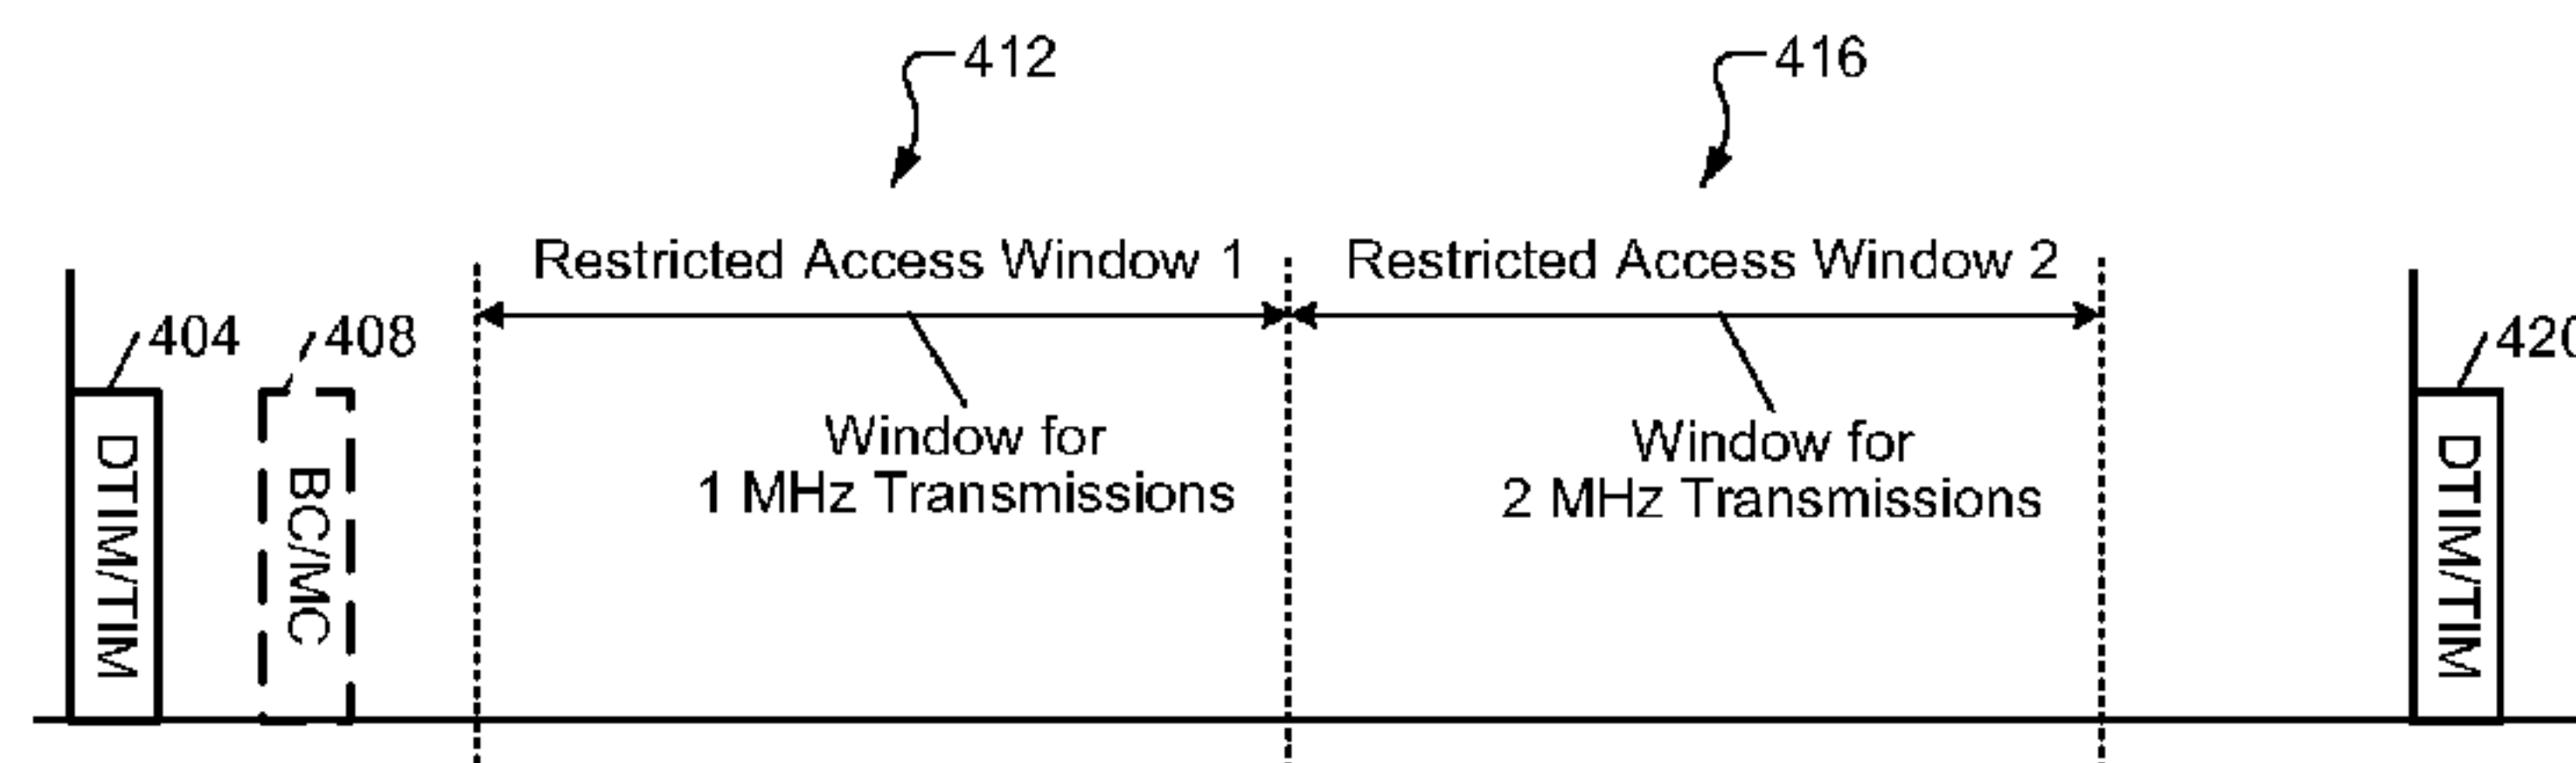 412
416
Restricted Access Window 1
Restricted Access Window 2
404
408
420
Window for
1 MHz Transmissions
Window for
2 MHz Transmissions
DTIM/TIM
BC/MC
DTIM/TIM